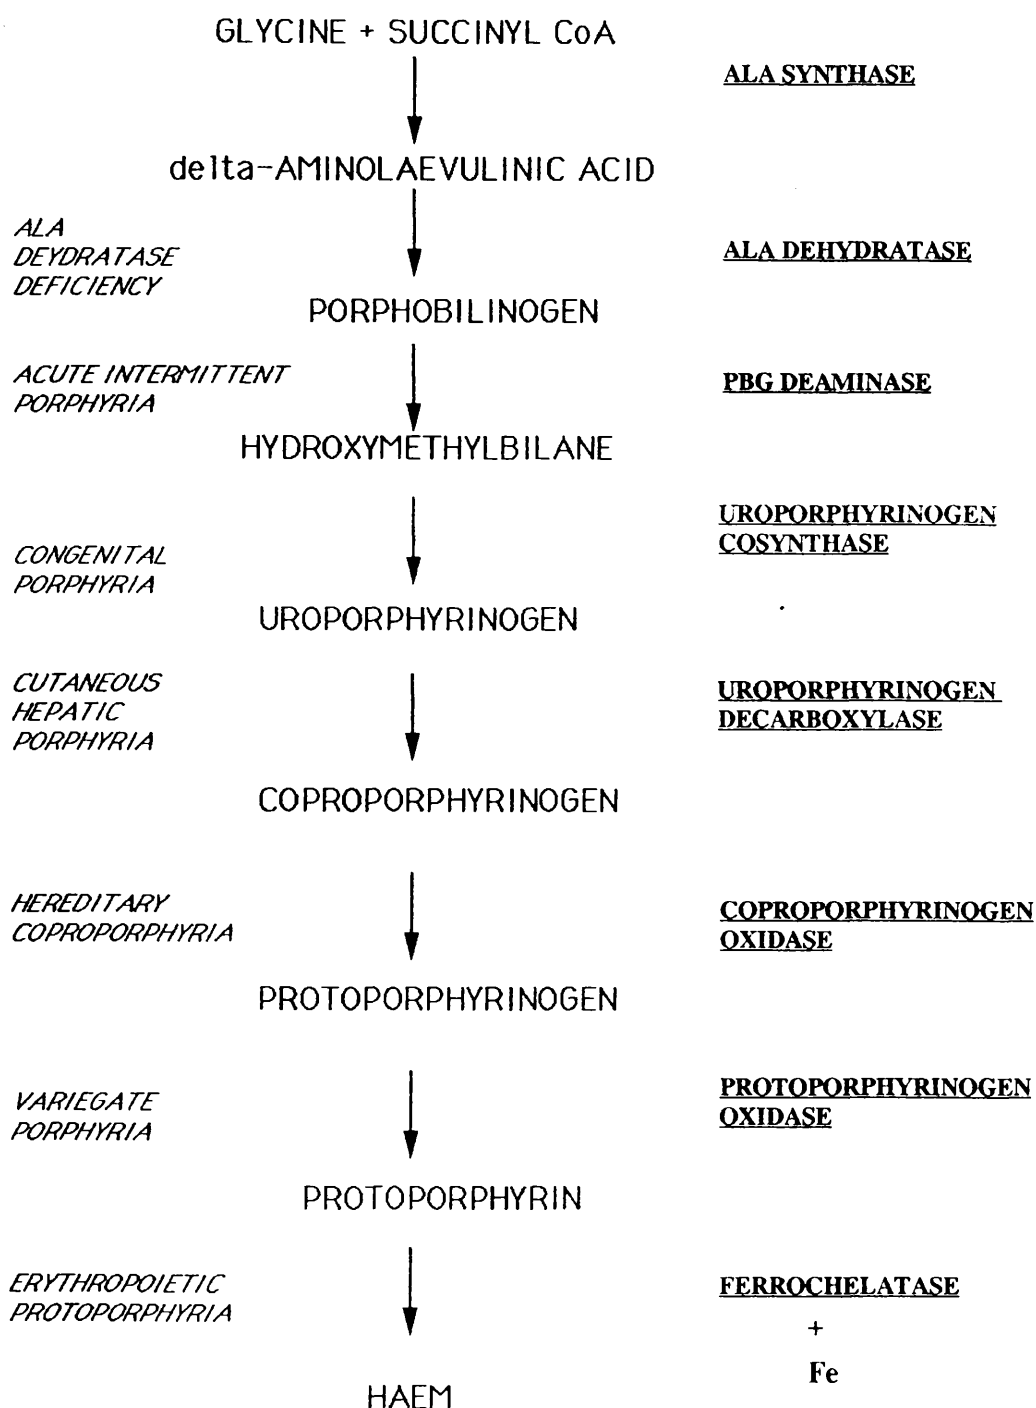 GLYCINE + SUCCINYL CoA
ALA SYNTHASE
delta-AMINOLAEVULINIC ACID
ALA
DEYDRATASE
DEFICIENCY
ALA DEHYDRATASE
PORPHOBILINOGEN
ACUTE INTERMITTENT
PORPHYRIA
PBG DEAMINASE
HYDROXYMETHYLBILANE
CONGENITAL
PORPHYRIA
UROPORPHYRINOGEN
COSYNTHASE
UROPORPHYRINOGEN
CUTANEOUS
HEPATIC
PORPHYRIA
UROPORPHYRINOGEN
DECARBOXYLASE
COPROPORPHYRINOGEN
HEREDITARY
COPROPORPHYRIA
COPROPORPHYRINOGEN
OXIDASE
PROTOPORPHYRINOGEN
VARIEGATE
PORPHYRIA
PROTOPORPHYRINOGEN
OXIDASE
PROTOPORPHYRIN
ERYTHROPOIETIC
PROTOPORPHYRIA
FERROCHELATASE
+
Fe
HAEM